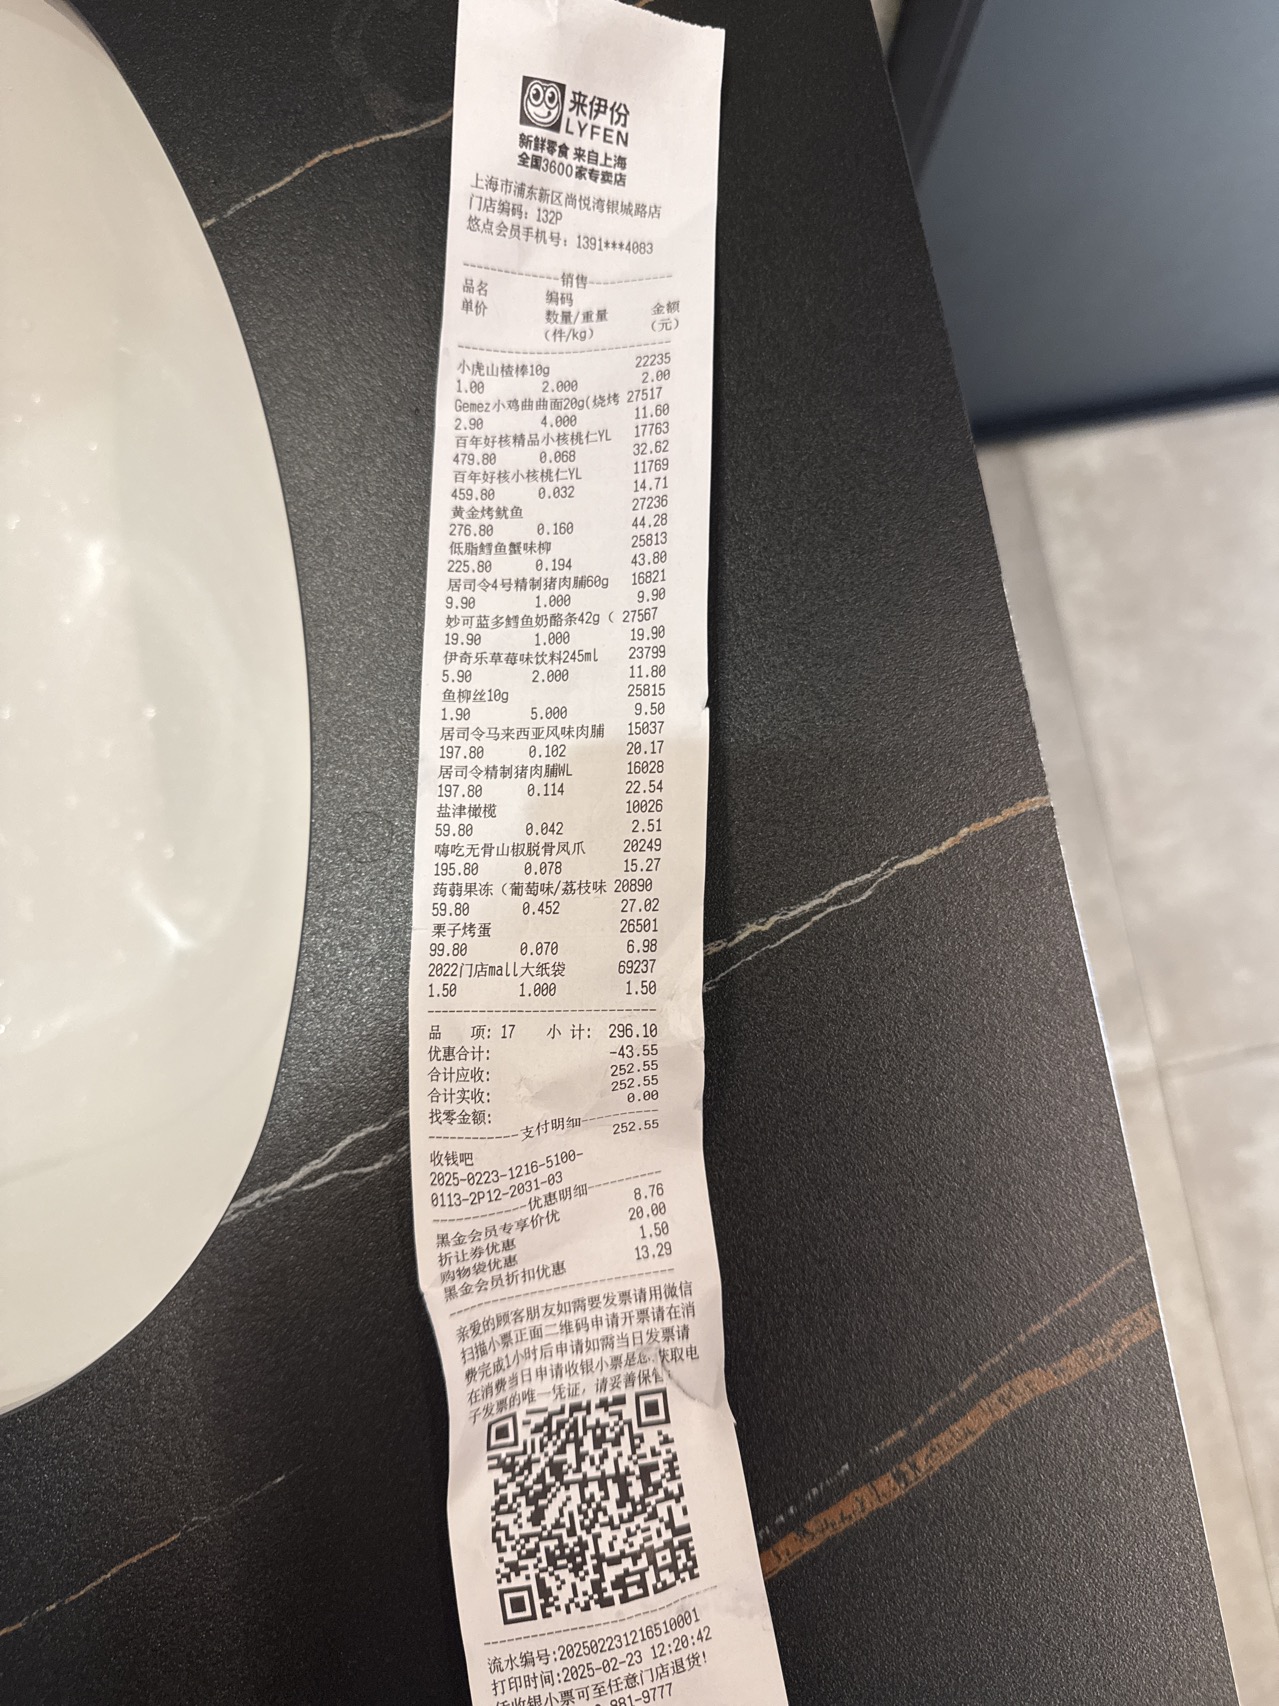 来伊份
LYFEN
新鲜零食 来自上海
全国3600家专卖店
上海市浦东新区尚悦湾银城路店
门店编码: 132P
悠点会员手机号: 1391***4083
------------销售------------
品名 编码
单价 数量/重量 金额
(件/kg) (元)
小虎山楂棒10g 22235
1.00 2.000 2.00
Gemez小鸡曲曲面20g(烧烤 27517
2.90 4.000 11.60
百年好核精品小核桃仁YL 17763
479.80 0.068 32.62
百年好核小核桃仁YL 11769
459.80 0.032 14.71
黄金烤鱿鱼 27236
276.80 0.160 44.28
低脂鳕鱼蟹味柳 25813
225.80 0.194 43.80
居司令4号精制猪肉脯60g 16821
9.90 1.000 9.90
妙可蓝多鳕鱼奶酪条42g( 27567
19.90 1.000 19.90
伊奇乐草莓味饮料245ml 23799
5.90 2.000 11.80
鱼柳丝10g 25815
1.90 5.000 9.50
居司令马来西亚风味肉脯 15037
197.80 0.102 20.17
居司令精制猪肉脯WL 16028
197.80 0.114 22.54
盐津橄榄 10026
59.80 0.042 2.51
嗨吃无骨山椒脱骨凤爪 20249
195.80 0.078 15.27
蒟蒻果冻(葡萄味/荔枝味 20890
59.80 0.452 27.02
栗子烤蛋 26501
99.80 0.070 6.98
2022门店mall大纸袋 69237
1.50 1.000 1.50
品 项: 17 小 计: 296.10
优惠合计: -43.55
合计应收: 252.55
合计实收: 252.55
找零金额: 0.00
------------支付明细----------
收钱吧 252.55
2025-0223-1216-5100-
0113-2P12-2031-03
------------优惠明细----------
黑金会员专享价优 8.76
折让券优惠 20.00
购物袋优惠 1.50
黑金会员折扣优惠 13.29
亲爱的顾客朋友如需要发票请用微信
扫描小票正面二维码申请开票请在消
费完成1小时后申请如需当日发票请
在消费当日申请收银小票是 获取电
子发票的唯一凭证, 请妥善保
流水编号:202502231216510001
打印时间:2025-02-23 12:20:42
凭收银小票可至任意门店退货!
881-9777